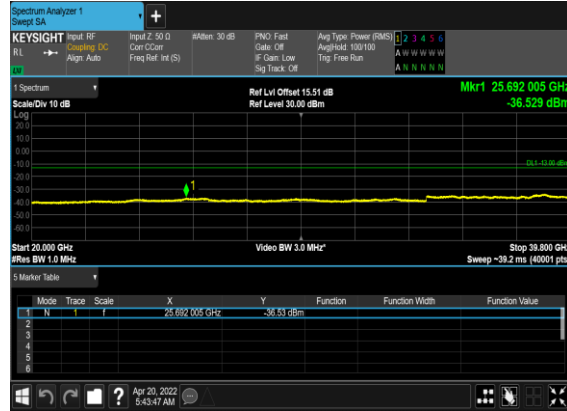 Spectrum Analyzer 1
Swept SA
+
KEYSIGHT Input: RF Input Z: 50 Ω #Atten: 30 dB PNO: Fast Avg Type: Power (RMS) 1 2 3 4 5 6
RL Coupling: DC Corr CCorr Gate: Off Avg|Hold: 100/100 A W W W W W
Align: Auto Freq Ref: Int (S) IF Gain: Low Trig: Free Run
Sig Track: Off A N N N N N
LW
1 Spectrum Ref Lvl Offset 15.51 dB Mkr1 25.692 005 GHz
Scale/Div 10 dB Ref Level 30.00 dBm -36.529 dBm
Log
20.0
10.0
0.00
-10.0 DL1 -13.00 dBm
-20.0
-30.0 1
-40.0
-50.0
-60.0
Start 20.000 GHz Video BW 3.0 MHz* Stop 39.800 GHz
#Res BW 1.0 MHz Sweep ~39.2 ms (40001 pts)
5 Marker Table
Mode Trace Scale X Y Function Function Width Function Value
1 N 1 f 25.692 005 GHz -36.53 dBm
2
3
4
5
6
? Apr 20, 2022
5:43:47 AM